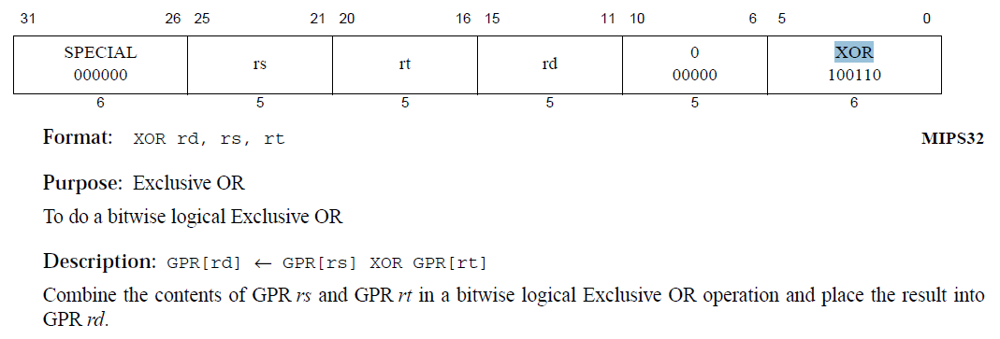 31 26 25 21 20 16 15 11 10 6 5 0
SPECIAL rs rt rd 0 XOR
000000 00000 100110
6 5 5 5 5 6
Format: XOR rd, rs, rt MIPS32
Purpose: Exclusive OR
To do a bitwise logical Exclusive OR
Description: GPR[rd] ← GPR[rs] XOR GPR[rt]
Combine the contents of GPR rs and GPR rt in a bitwise logical Exclusive OR operation and place the result into
GPR rd.